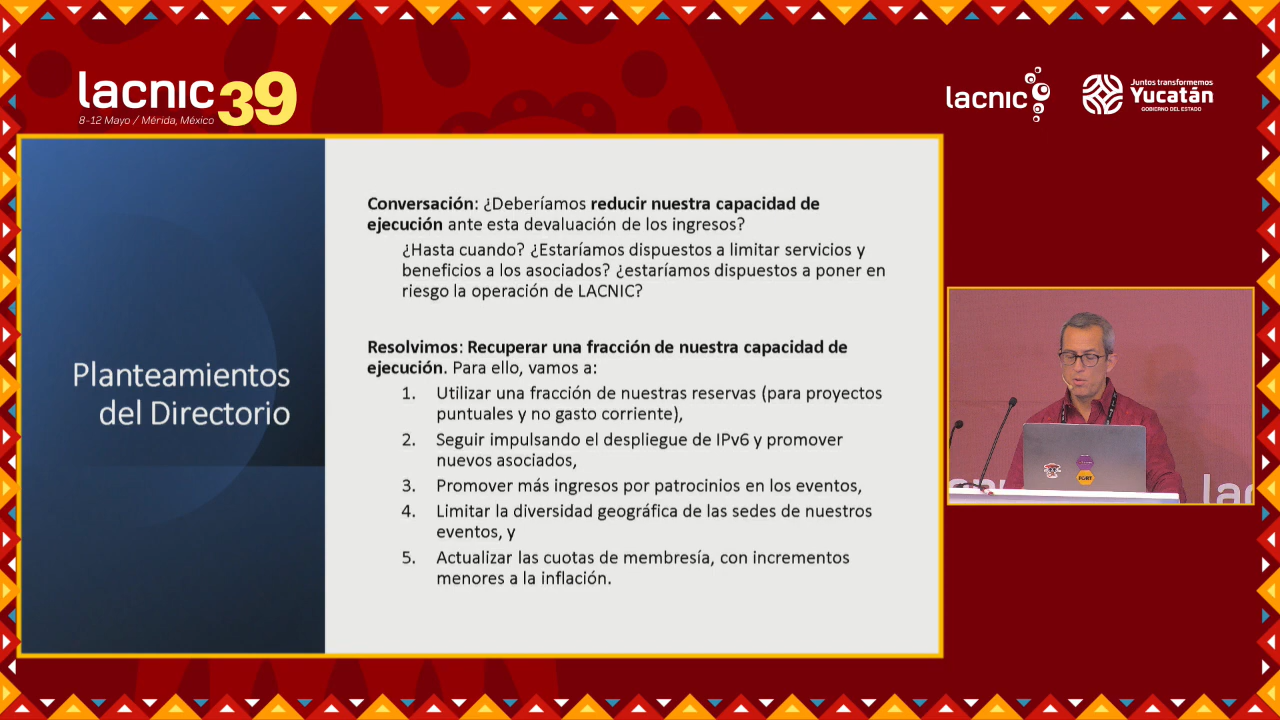 lacnic 39
8-12 Mayo / Mérida, México
lacnic
Juntos transformemos
Yucatán
GOBIERNO DEL ESTADO
Planteamientos
del Directorio
Conversación: ¿Deberíamos reducir nuestra capacidad de
ejecución ante esta devaluación de los ingresos?
¿Hasta cuando? ¿Estaríamos dispuestos a limitar servicios y
beneficios a los asociados? ¿estaríamos dispuestos a poner en
riesgo la operación de LACNIC?
Resolvimos: Recuperar una fracción de nuestra capacidad de
ejecución. Para ello, vamos a:
1. Utilizar una fracción de nuestras reservas (para proyectos
puntuales y no gasto corriente),
2. Seguir impulsando el despliegue de IPv6 y promover
nuevos asociados,
3. Promover más ingresos por patrocinios en los eventos,
4. Limitar la diversidad geográfica de las sedes de nuestros
eventos, y
5. Actualizar las cuotas de membresía, con incrementos
menores a la inflación.
FORT